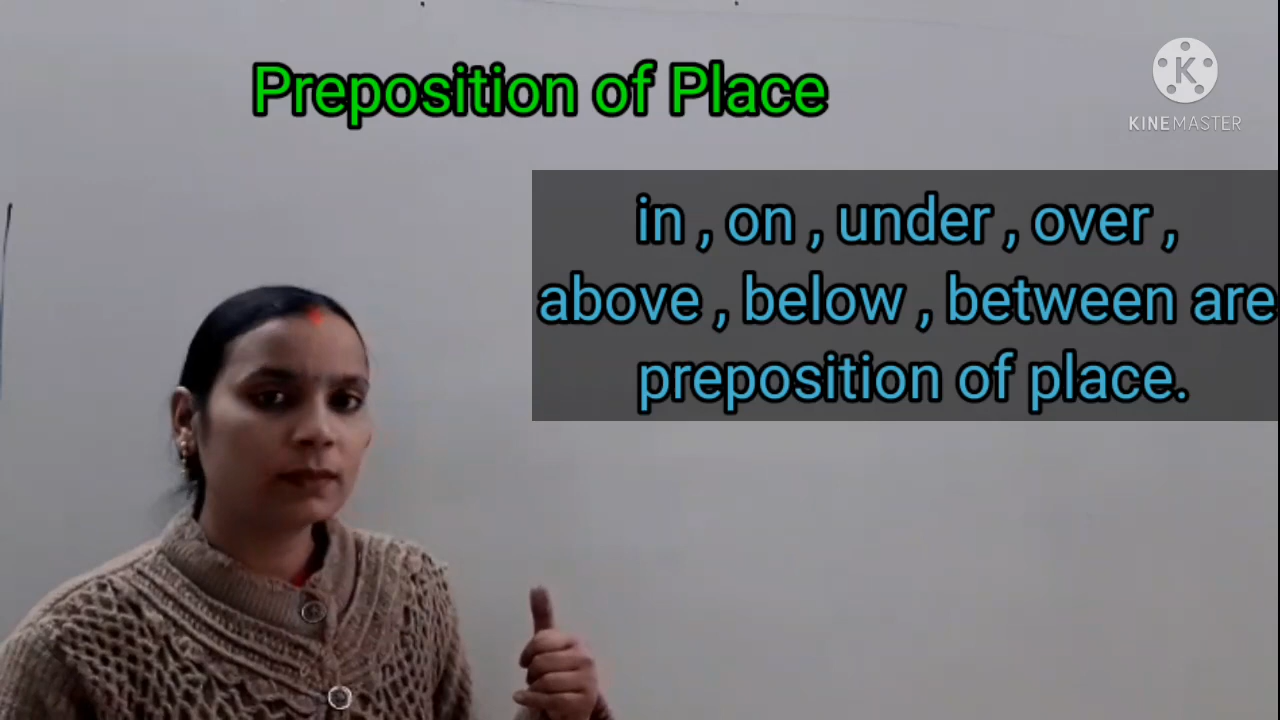 Preposition of Place
KINEMASTER
in , on , under , over ,
above , below , between are
preposition of place.